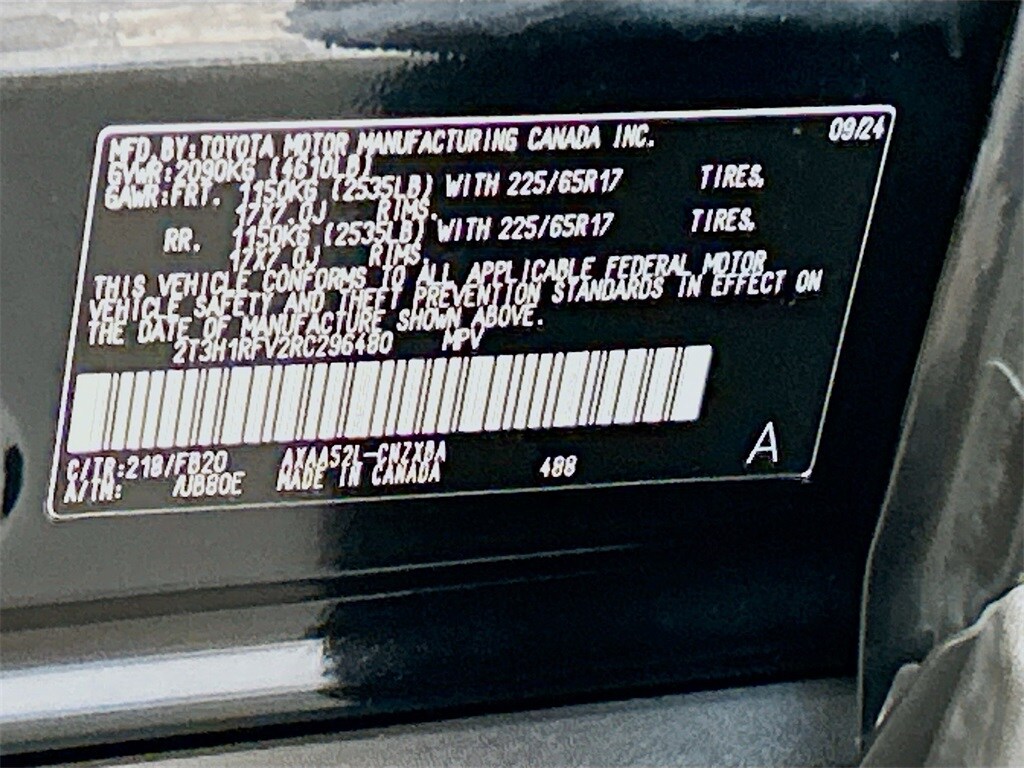 MFD BY:TOYOTA MOTOR MANUFACTURING CANADA INC. 09/24
GVWR:2090KG (4610LB)
GAWR:FRT. 1150KG (2535LB) WITH 225/65R17 TIRES,
17X7.0J RIMS.
RR. 1150KG (2535LB) WITH 225/65R17 TIRES,
17X7.0J RIMS.
THIS VEHICLE CONFORMS TO ALL APPLICABLE FEDERAL MOTOR
VEHICLE SAFETY AND THEFT PREVENTION STANDARDS IN EFFECT ON
THE DATE OF MANUFACTURE SHOWN ABOVE.
2T3H1RFV2RC296480 MPV
C/TR:218/FB20 AXAA52L-CNZXBA 488 A
A/TM: /UB80E MADE IN CANADA